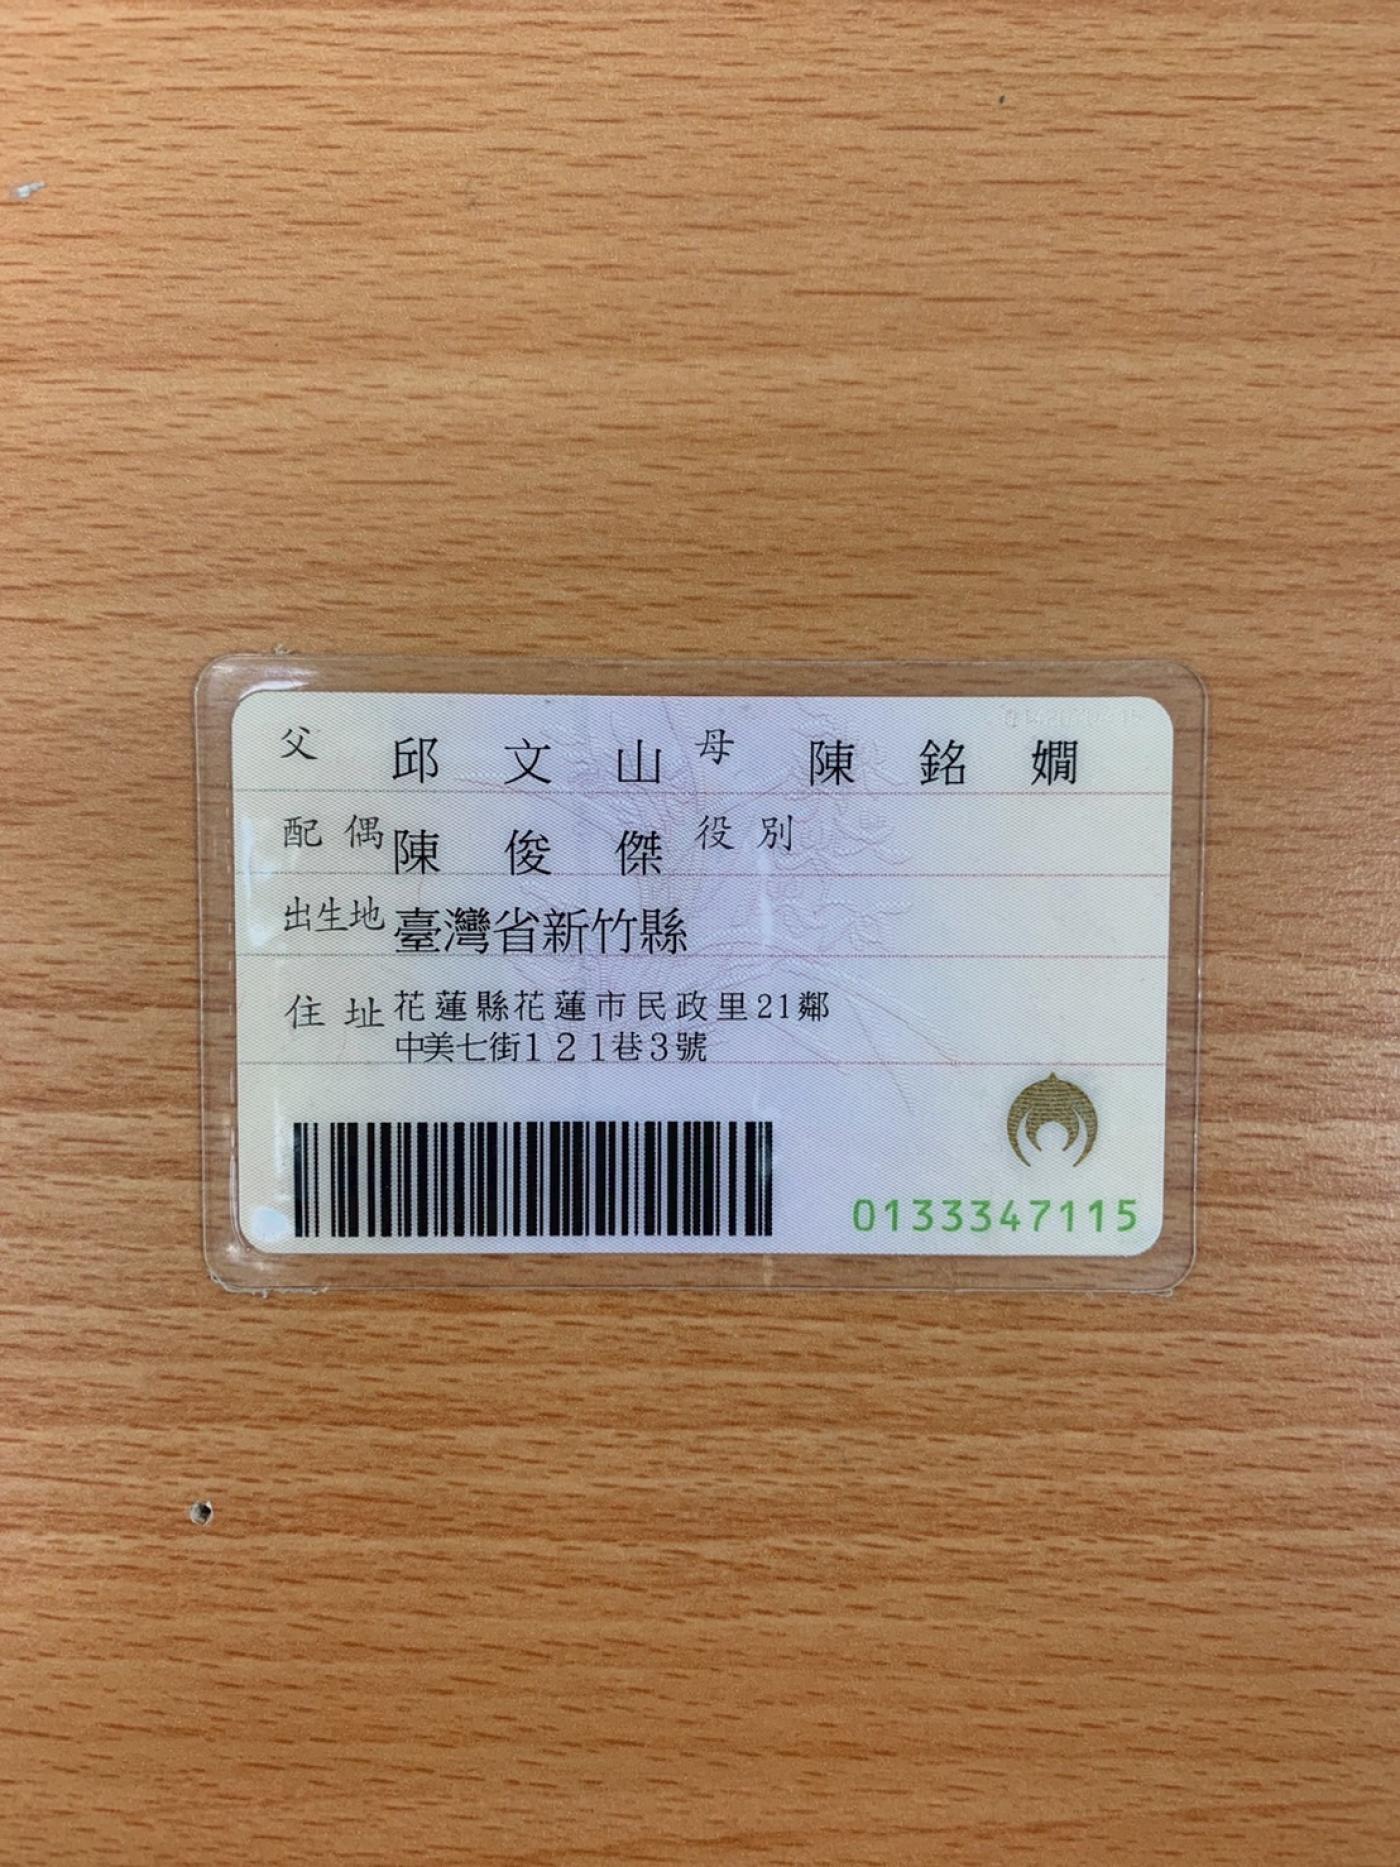 父 邱文山 母 陳銘嫺
配偶 陳俊傑 役別
出生地 臺灣省新竹縣
住址 花蓮縣花蓮市民政里21鄰
中美七街121巷3號
0133347115